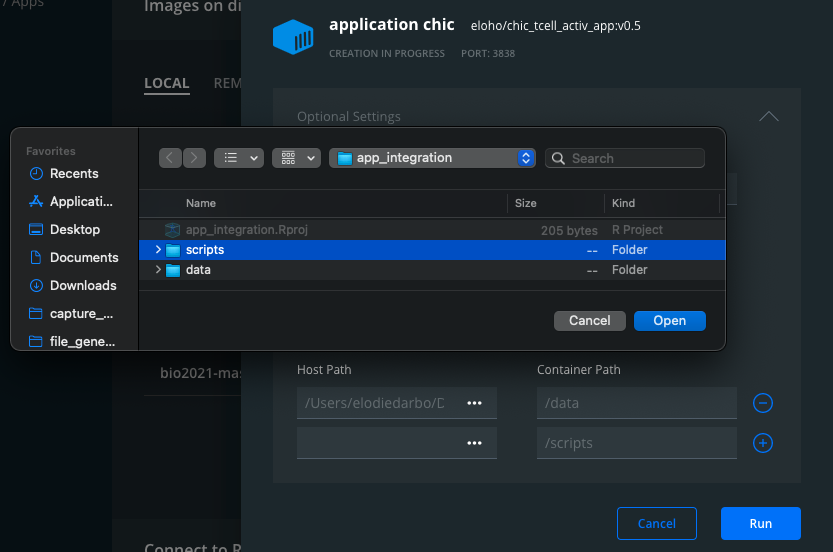 / Apps
Images on di
application chic eloho/chic_tcell_activ_app:v0.5
CREATION IN PROGRESS PORT: 3838
LOCAL REM
Optional Settings
Favorites
Recents
Applicati...
Desktop
Documents
Downloads
capture_...
file_gene...
app_integration
Search
Name Size Kind
app_integration.Rproj 205 bytes R Project
scripts -- Folder
data -- Folder
Cancel Open
bio2021-mas
Host Path Container Path
/Users/elodiedarbo/D ••• /data
••• /scripts
Cancel Run
Connect to R